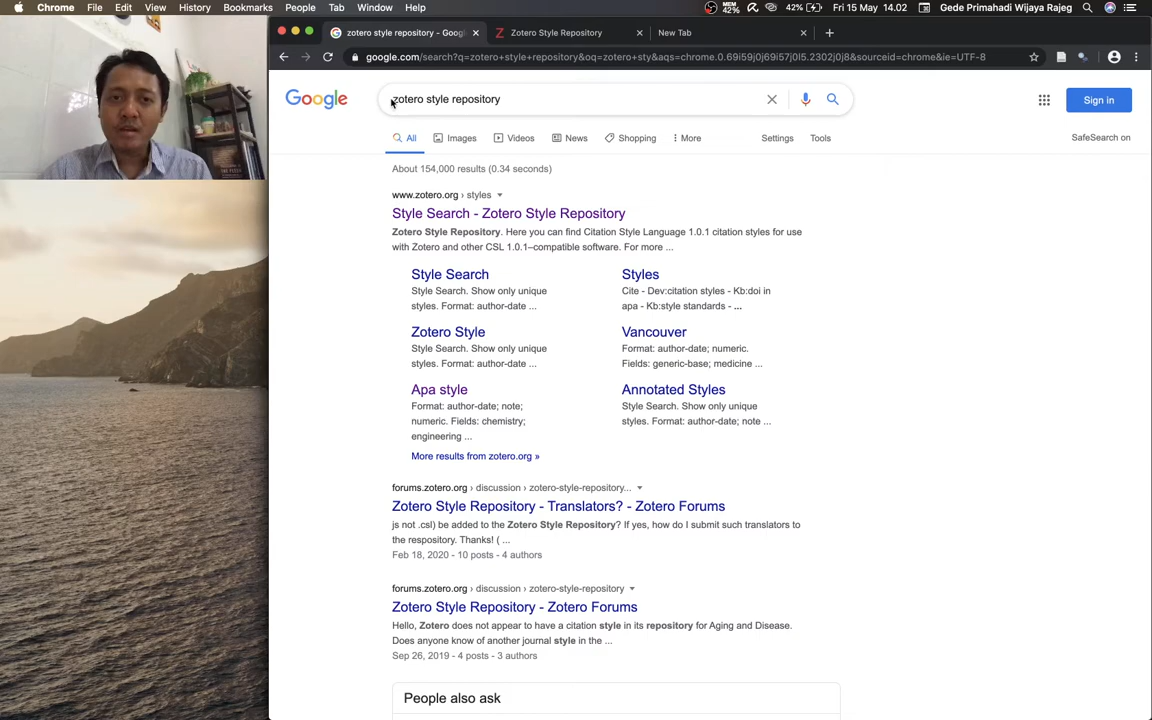 Chrome File Edit View History Bookmarks People Tab Window Help
MEM 42% 42% Fri 15 May 14.02 Gede Primahadi Wijaya Rajeg
zotero style repository - Goog
Zotero Style Repository
New Tab
google.com/search?q=zotero+style+repository&oq=zotero+sty&aqs=chrome.0.69i59j0j69i57j0l5.2302j0j8&sourceid=chrome&ie=UTF-8
Google
zotero style repository
Sign in
All Images Videos News Shopping More Settings Tools
SafeSearch on
About 154,000 results (0.34 seconds)
www.zotero.org › styles
Style Search - Zotero Style Repository
Zotero Style Repository. Here you can find Citation Style Language 1.0.1 citation styles for use
with Zotero and other CSL 1.0.1–compatible software. For more ...
Style Search
Style Search. Show only unique
styles. Format: author-date ...
Styles
Cite - Dev:citation styles - Kb:doi in
apa - Kb:style standards - ...
Zotero Style
Style Search. Show only unique
styles. Format: author-date ...
Vancouver
Format: author-date; numeric.
Fields: generic-base; medicine ...
Apa style
Format: author-date; note;
numeric. Fields: chemistry;
engineering ...
Annotated Styles
Style Search. Show only unique
styles. Format: author-date; note ...
More results from zotero.org »
forums.zotero.org › discussion › zotero-style-repository...
Zotero Style Repository - Translators? - Zotero Forums
js not .csl) be added to the Zotero Style Repository? If yes, how do I submit such translators to
the respository. Thanks! ( ...
Feb 18, 2020 - 10 posts - 4 authors
forums.zotero.org › discussion › zotero-style-repository
Zotero Style Repository - Zotero Forums
Hello, Zotero does not appear to have a citation style in its repository for Aging and Disease.
Does anyone know of another journal style in the ...
Sep 26, 2019 - 4 posts - 3 authors
People also ask